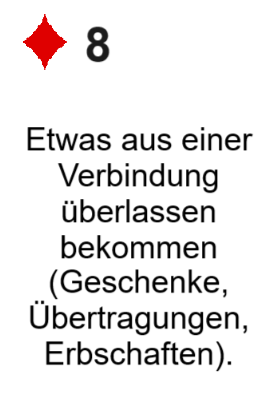 8
Etwas aus einer
Verbindung
überlassen
bekommen
(Geschenke,
Übertragungen,
Erbschaften).